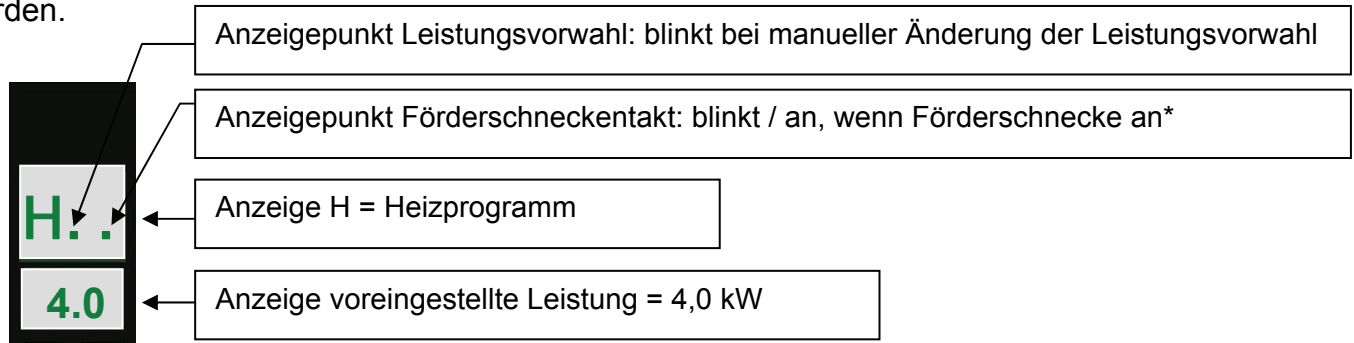 rden.
Anzeigepunkt Leistungsvorwahl: blinkt bei manueller Änderung der Leistungsvorwahl
Anzeigepunkt Förderschneckentakt: blinkt / an, wenn Förderschnecke an*
H. .
Anzeige H = Heizprogramm
4.0
Anzeige voreingestellte Leistung = 4,0 kW